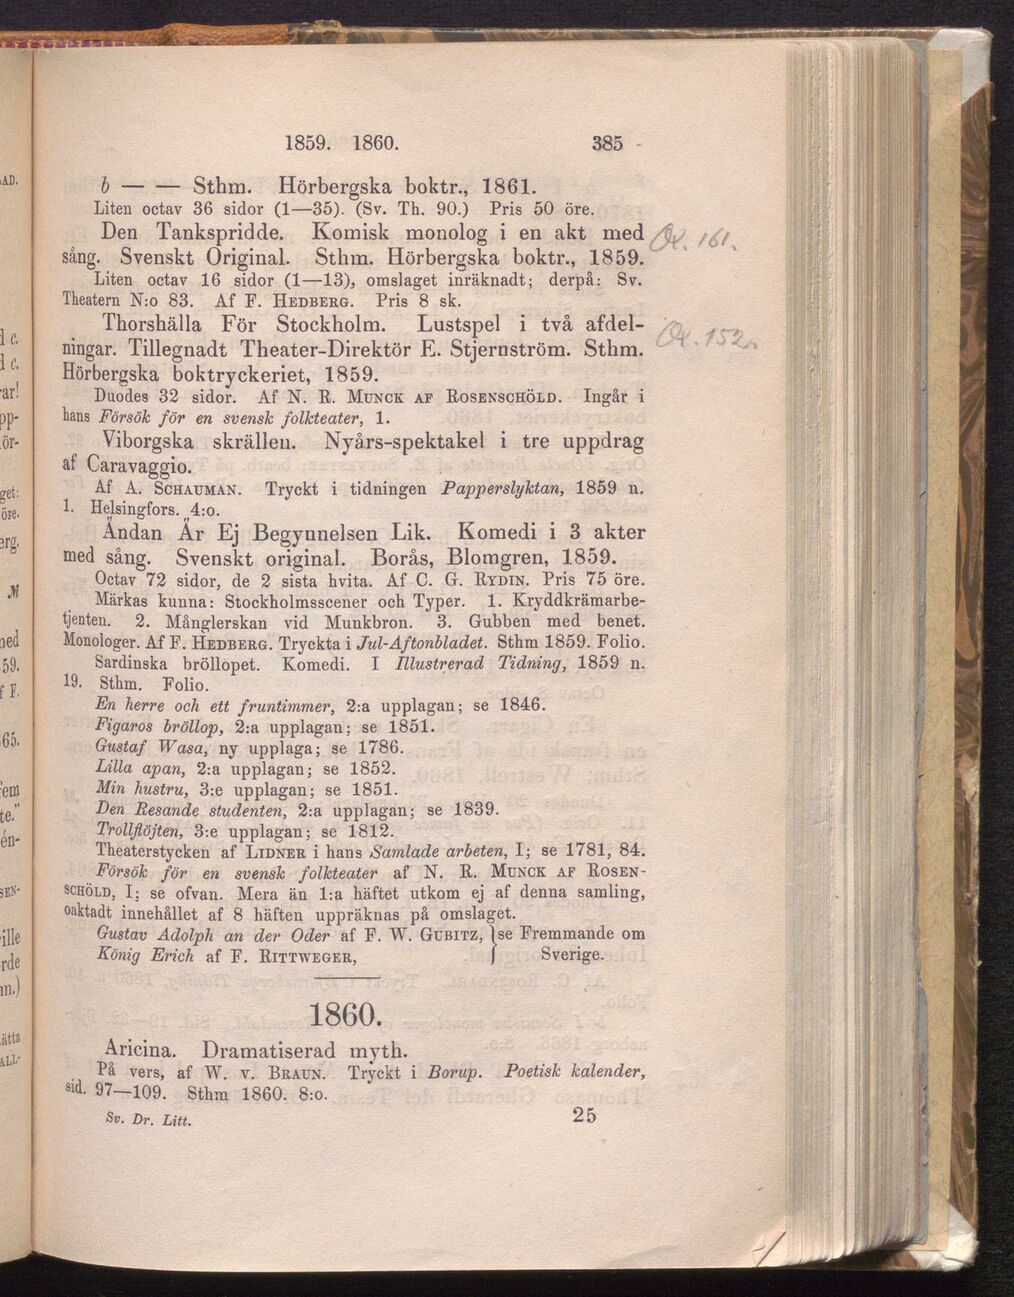 1859. 1860. 385
b — — Sthm. Hörbergska boktr., 1861.
Liten octav 36 sidor (1—35). (Sv. Th. 90.) Pris 50 öre.
Den Tankspridde. Komisk monolog i en akt med
sång. Svenskt Original. Sthm. Hörbergska boktr., 1859.
Liten octav 16 sidor (1—13), omslaget inräknadt; derpå: Sv.
Theatern N:o 83. Af F. HEDBERG. Pris 8 sk.
Thorshälla För Stockholm. Lustspel i två afdel-
ningar. Tillegnadt Theater-Direktör E. Stjernström. Sthm.
Hörbergska boktryckeriet, 1859.
Duodes 32 sidor. Af N. R. MUNCK AF ROSENSCHÖLD. Ingår i
hans Försök för en svensk folkteater, 1.
Viborgska skrällen. Nyårs-spektakel i tre uppdrag
af Caravaggio.
Af A. SCHAUMAN. Tryckt i tidningen Papperslyktan, 1859 n.
1. Helsingfors. 4:o.
Ändan Är Ej Begynnelsen Lik. Komedi i 3 akter
med sång. Svenskt original. Borås, Blomgren, 1859.
Octav 72 sidor, de 2 sista hvita. Af C. G. RYDIN. Pris 75 öre.
Märkas kunna: Stockholmsscener och Typer. 1. Kryddkrämarbe-
tjenten. 2. Månglerskan vid Munkbron. 3. Gubben med benet.
Monologer. Af F. HEDBERG. Tryckta i Jul-Aftonbladet. Sthm 1859. Folio.
Sardinska bröllopet. Komedi. I Illustrerad Tidning, 1859 n.
19. Sthm. Folio.
En herre och ett fruntimmer, 2:a upplagan; se 1846.
Figaros bröllop, 2:a upplagan; se 1851.
Gustaf Wasa, ny upplaga; se 1786.
Lilla apan, 2:a upplagan; se 1852.
Min hustru, 3:e upplagan; se 1851.
Den Resande studenten, 2:a upplagan; se 1839.
Trollflöjten, 3:e upplagan; se 1812.
Theaterstycken af LIDNER i hans Samlade arbeten, I; se 1781, 84.
Försök för en svensk folkteater af N. R. MUNCK AF ROSEN-
SCHÖLD, I; se ofvan. Mera än 1:a häftet utkom ej af denna samling,
oaktadt innehållet af 8 häften uppräknas på omslaget.
Gustav Adolph an der Oder af F. W. GUBITZ, } se Fremmande om
König Erich af F. RITTWEGER, } Sverige.
1860.
Aricina. Dramatiserad myth.
På vers, af W. v. BRAUN. Tryckt i Borup. Poetisk kalender,
sid. 97—109. Sthm 1860. 8:o.
Sv. Dr. Litt. 25